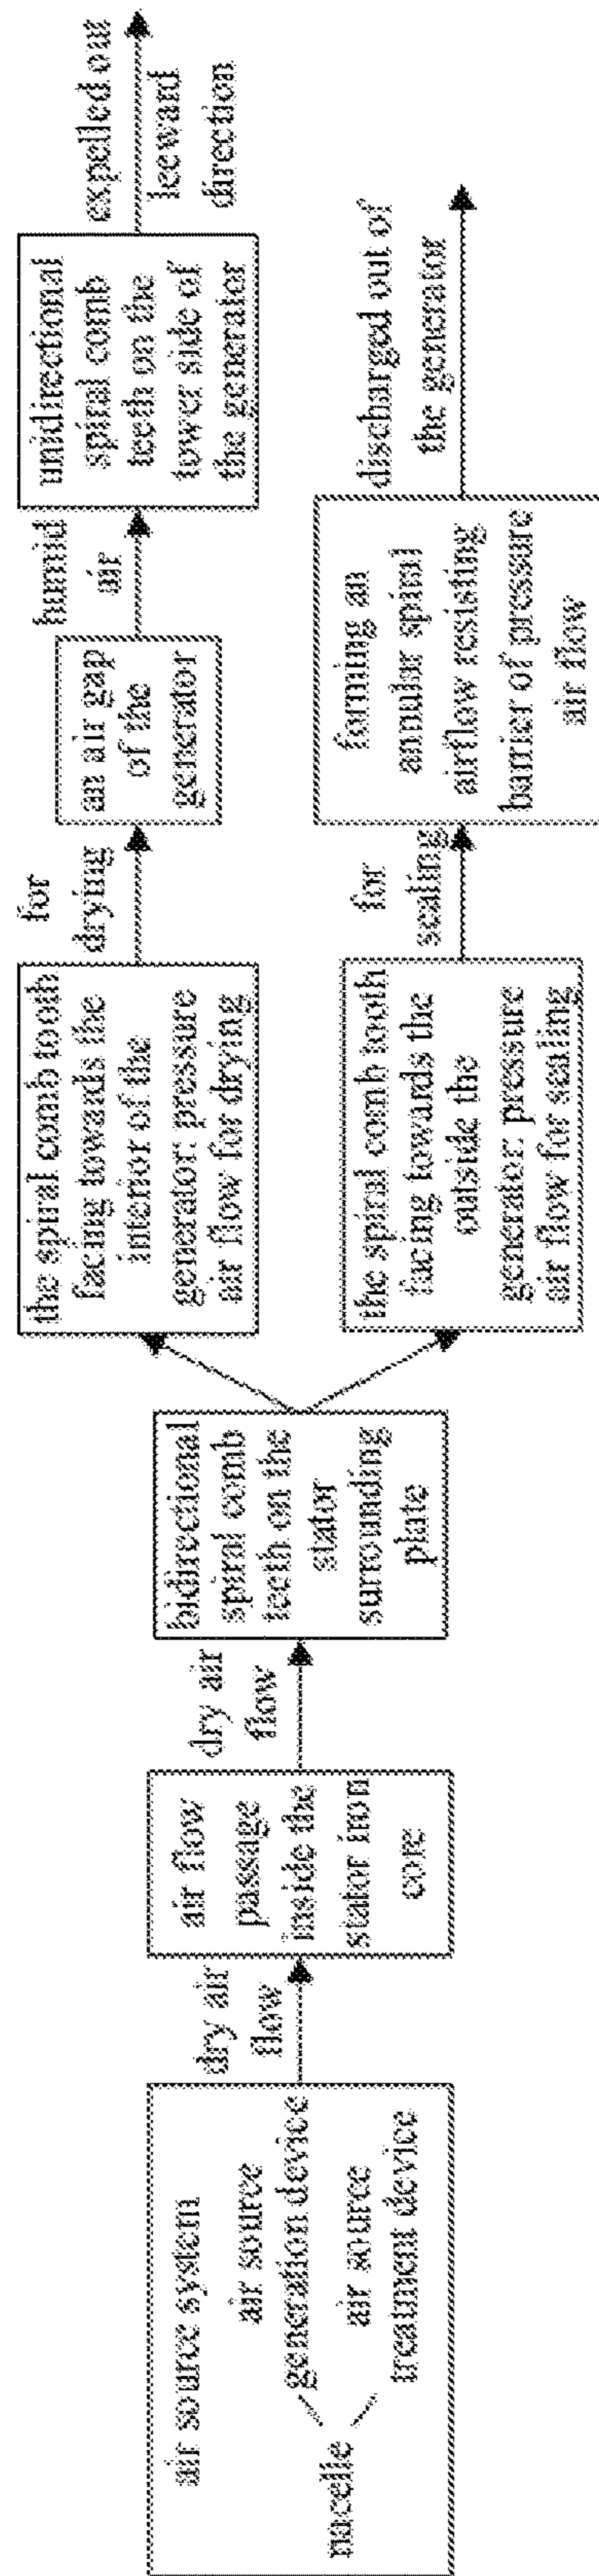 air source system
nacelle
air source
generation device
air source
treatment device
dry air
flow
air flow
passage
inside the
stator iron
core
dry air
flow
bidirectional
spiral comb
teeth on the
stator
surrounding
plate
the spiral comb tooth
facing towards the
interior of the
generator: pressure
air flow for drying
for
drying
an air gap
of the
generator
humid
air
unidirectional
spiral comb
teeth on the
tower side of
the generator
expelled out
leeward
direction
the spiral comb tooth
facing towards the
outside the
generator: pressure
air flow for sealing
for
sealing
forming an
annular spiral
airflow resisting
barrier of pressure
air flow
discharged out of
the generator